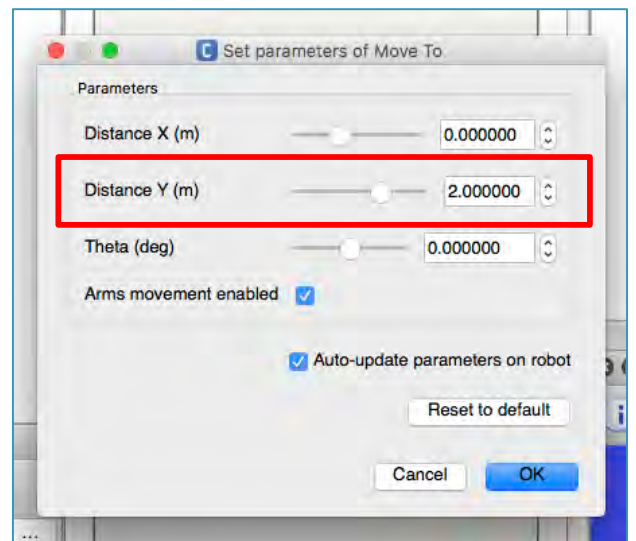 C Set parameters of Move To
Parameters
Distance X (m) 0.000000
Distance Y (m) 2.000000
Theta (deg) 0.000000
Arms movement enabled
Auto-update parameters on robot
Reset to default
i
Cancel OK
...